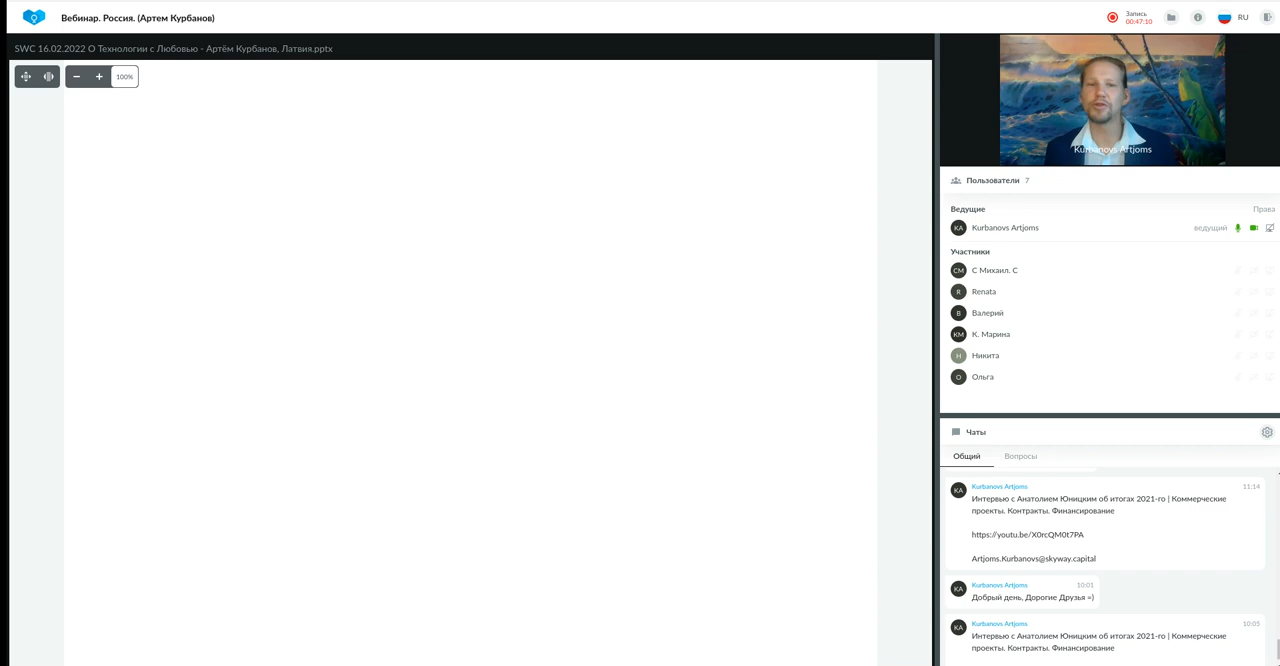 Вебинар. Россия. (Артем Курбанов)
Запись
00:47:10
RU
SWC 16.02.2022 О Технологии с Любовью - Артём Курбанов, Латвия.pptx
100%
Kurbanovs Artjoms
Пользователи 7
Ведущие Права
KA Kurbanovs Artjoms ведущий
Участники
СМ С Михаил. С
R Renata
В Валерий
КМ К. Марина
Н Никита
О Ольга
Чаты
Общий Вопросы
KA Kurbanovs Artjoms 11:14
Интервью с Анатолием Юницким об итогах 2021-го | Коммерческие
проекты. Контракты. Финансирование
https://youtu.be/X0rcQM0t7PA
Artjoms.Kurbanovs@skyway.capital
KA Kurbanovs Artjoms 10:01
Добрый день, Дорогие Друзья =)
KA Kurbanovs Artjoms 10:05
Интервью с Анатолием Юницким об итогах 2021-го | Коммерческие
проекты. Контракты. Финансирование